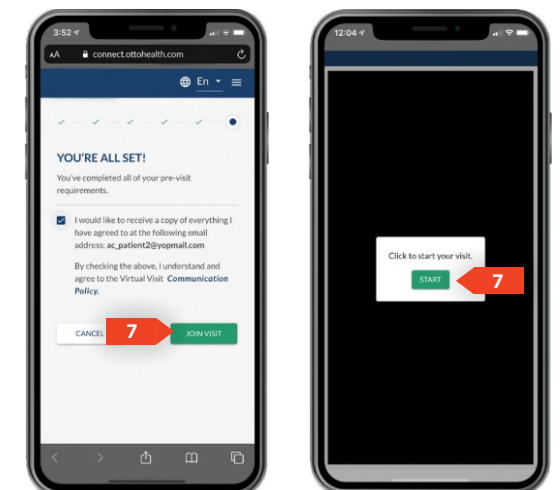 3:52
AA connect.ottohealth.com
En
YOU'RE ALL SET!
You've completed all of your pre-visit
requirements.
I would like to receive a copy of everything I
have agreed to at the following email
address: ac_patient2@yopmail.com
By checking the above, I understand and
agree to the Virtual Visit Communication
Policy.
CANCEL 7 JOIN VISIT
12:04
Click to start your visit.
START 7